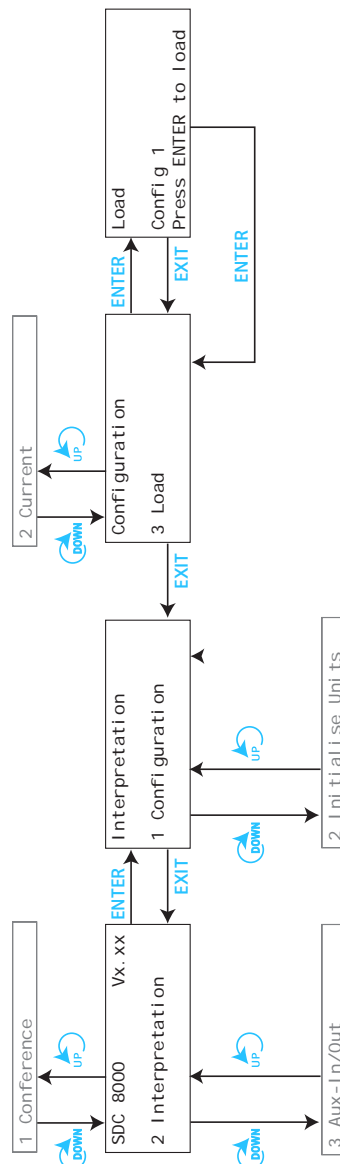 1 Conference
DOWN
UP
SDC 8000 Vx.xx
2 Interpretation
DOWN
UP
3 Aux-In/Out
ENTER
EXIT
Interpretation
1 Configuration
DOWN
UP
2 Initialise Units
EXIT
2 Current
DOWN
UP
Configuration
3 Load
ENTER
EXIT
Load
Config 1
Press ENTER to load
ENTER